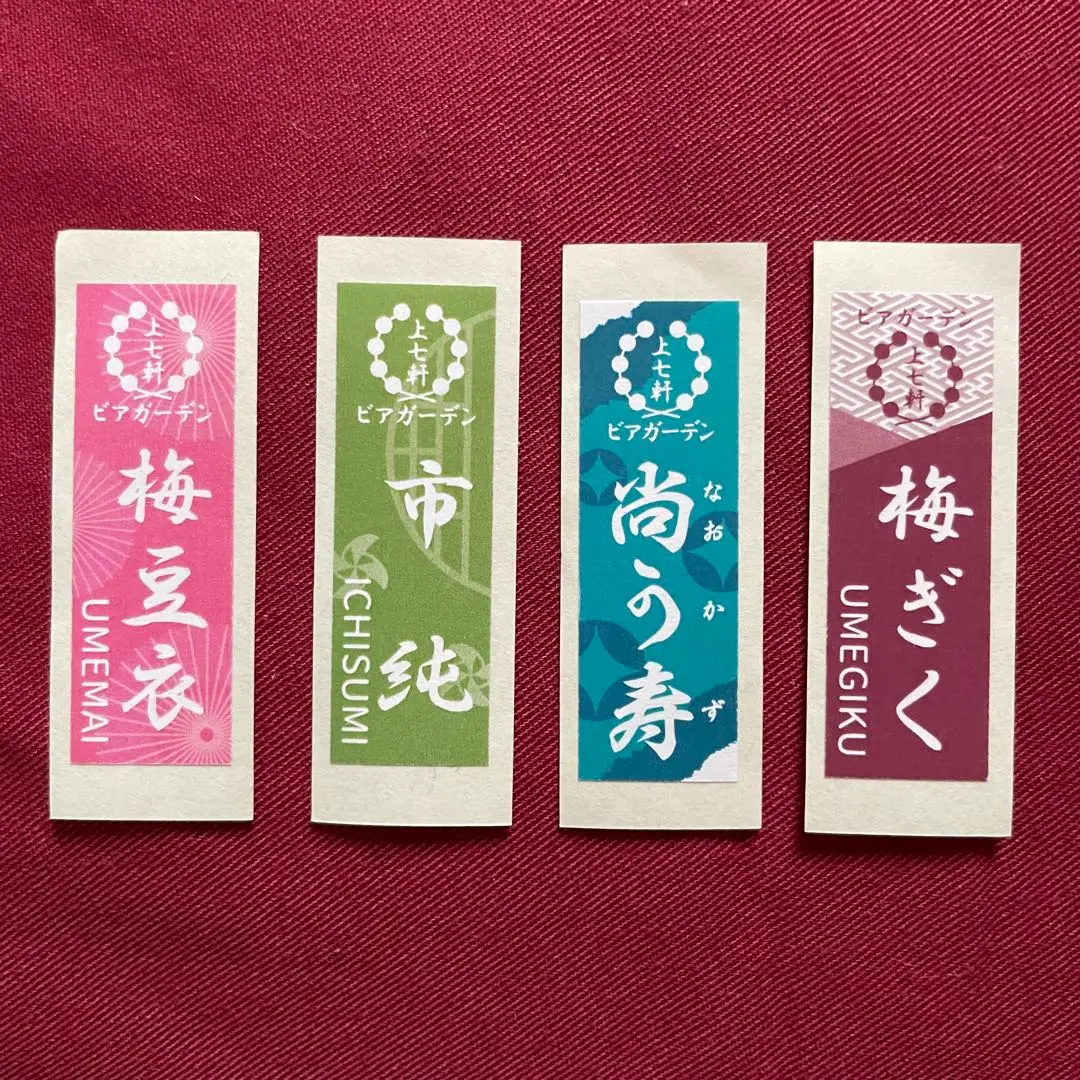 上七軒
ビアガーデン
梅豆衣
UMEMAI
上七軒
ビアガーデン
市純
ICHISUMI
上七軒
ビアガーデン
尚可寿
なおかず
ビアガーデン
上七軒
梅ぎく
UMEGIKU